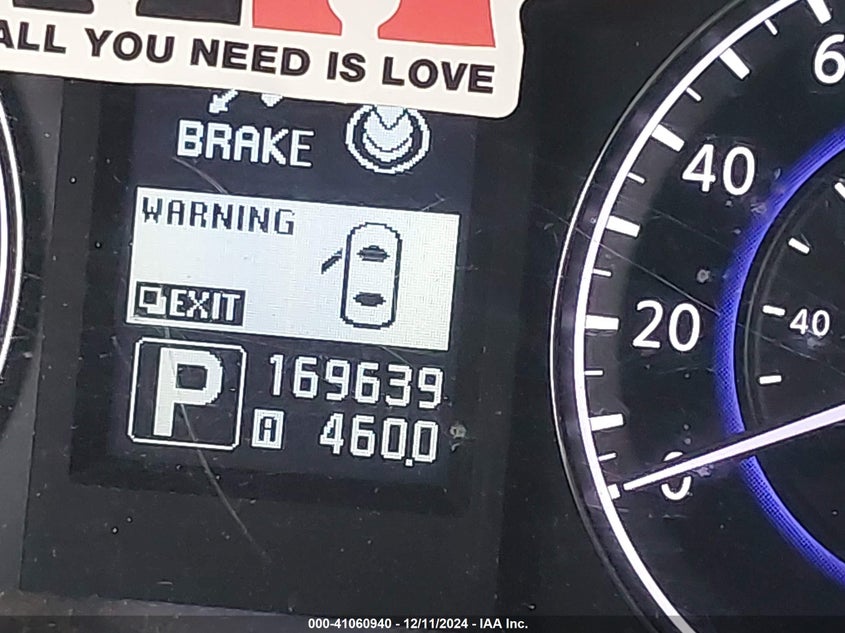 ALL YOU NEED IS LOVE
BRAKE
WARNING
EXIT
P
169639
A 460.0
60
40
20
0
40
000-41060940 - 12/11/2024 - IAA Inc.